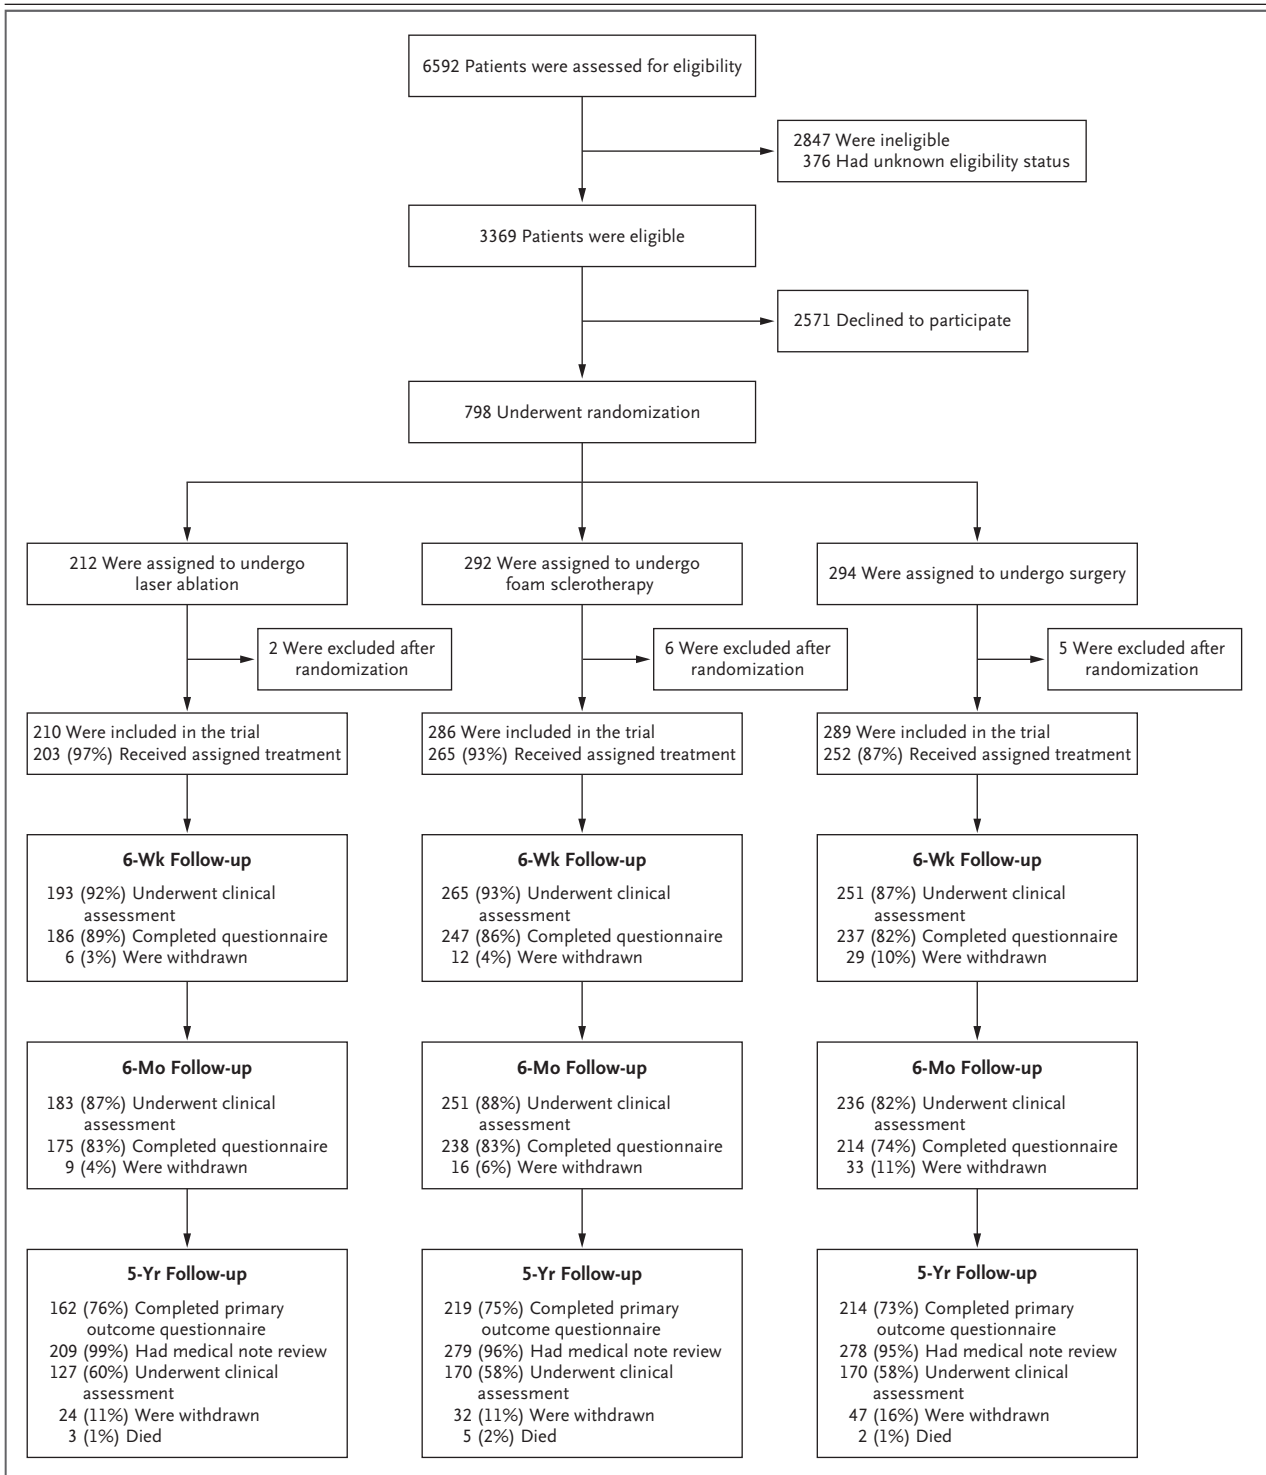 6592 Patients were assessed for eligibility
2847 Were ineligible
376 Had unknown eligibility status
3369 Patients were eligible
2571 Declined to participate
798 Underwent randomization
212 Were assigned to undergo
laser ablation
292 Were assigned to undergo
foam sclerotherapy
294 Were assigned to undergo surgery
2 Were excluded after
randomization
6 Were excluded after
randomization
5 Were excluded after
randomization
210 Were included in the trial
203 (97%) Received assigned treatment
286 Were included in the trial
265 (93%) Received assigned treatment
289 Were included in the trial
252 (87%) Received assigned treatment
6-Wk Follow-up
193 (92%) Underwent clinical
assessment
186 (89%) Completed questionnaire
6 (3%) Were withdrawn
6-Wk Follow-up
265 (93%) Underwent clinical
assessment
247 (86%) Completed questionnaire
12 (4%) Were withdrawn
6-Wk Follow-up
251 (87%) Underwent clinical
assessment
237 (82%) Completed questionnaire
29 (10%) Were withdrawn
6-Mo Follow-up
183 (87%) Underwent clinical
assessment
175 (83%) Completed questionnaire
9 (4%) Were withdrawn
6-Mo Follow-up
251 (88%) Underwent clinical
assessment
238 (83%) Completed questionnaire
16 (6%) Were withdrawn
6-Mo Follow-up
236 (82%) Underwent clinical
assessment
214 (74%) Completed questionnaire
33 (11%) Were withdrawn
5-Yr Follow-up
162 (76%) Completed primary
outcome questionnaire
209 (99%) Had medical note review
127 (60%) Underwent clinical
assessment
24 (11%) Were withdrawn
3 (1%) Died
5-Yr Follow-up
219 (75%) Completed primary
outcome questionnaire
279 (96%) Had medical note review
170 (58%) Underwent clinical
assessment
32 (11%) Were withdrawn
5 (2%) Died
5-Yr Follow-up
214 (73%) Completed primary
outcome questionnaire
278 (95%) Had medical note review
170 (58%) Underwent clinical
assessment
47 (16%) Were withdrawn
2 (1%) Died